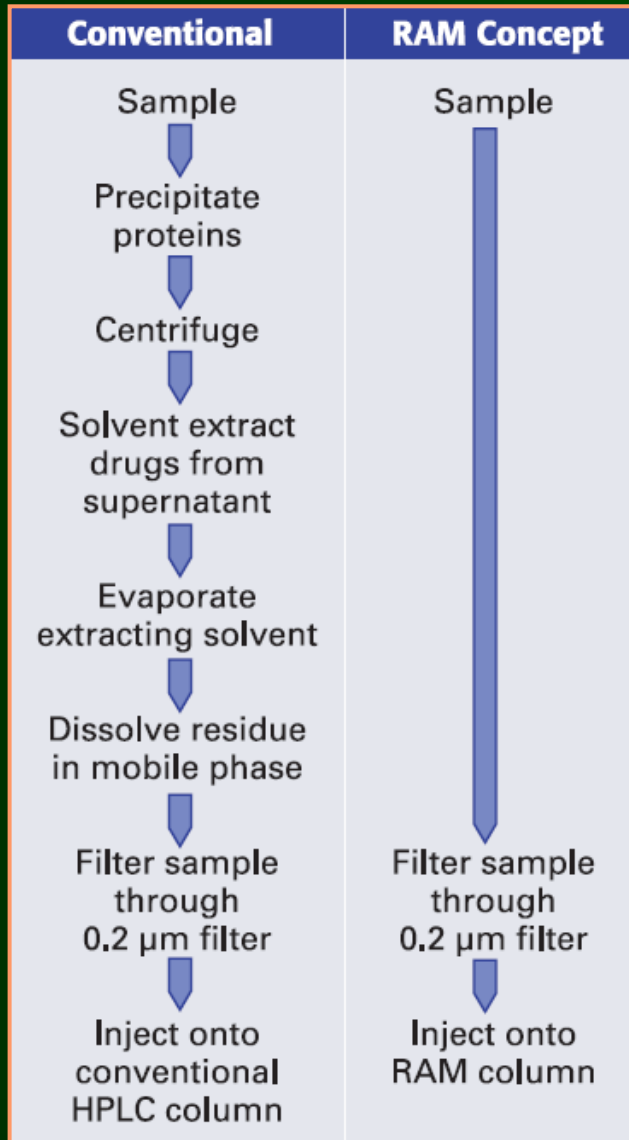 Conventional
Sample
Precipitate
proteins
Centrifuge
Solvent extract
drugs from
supernatant
Evaporate
extracting solvent
Dissolve residue
in mobile phase
Filter sample
through
0.2 µm filter
Inject onto
conventional
HPLC column
RAM Concept
Sample
Filter sample
through
0.2 µm filter
Inject onto
RAM column